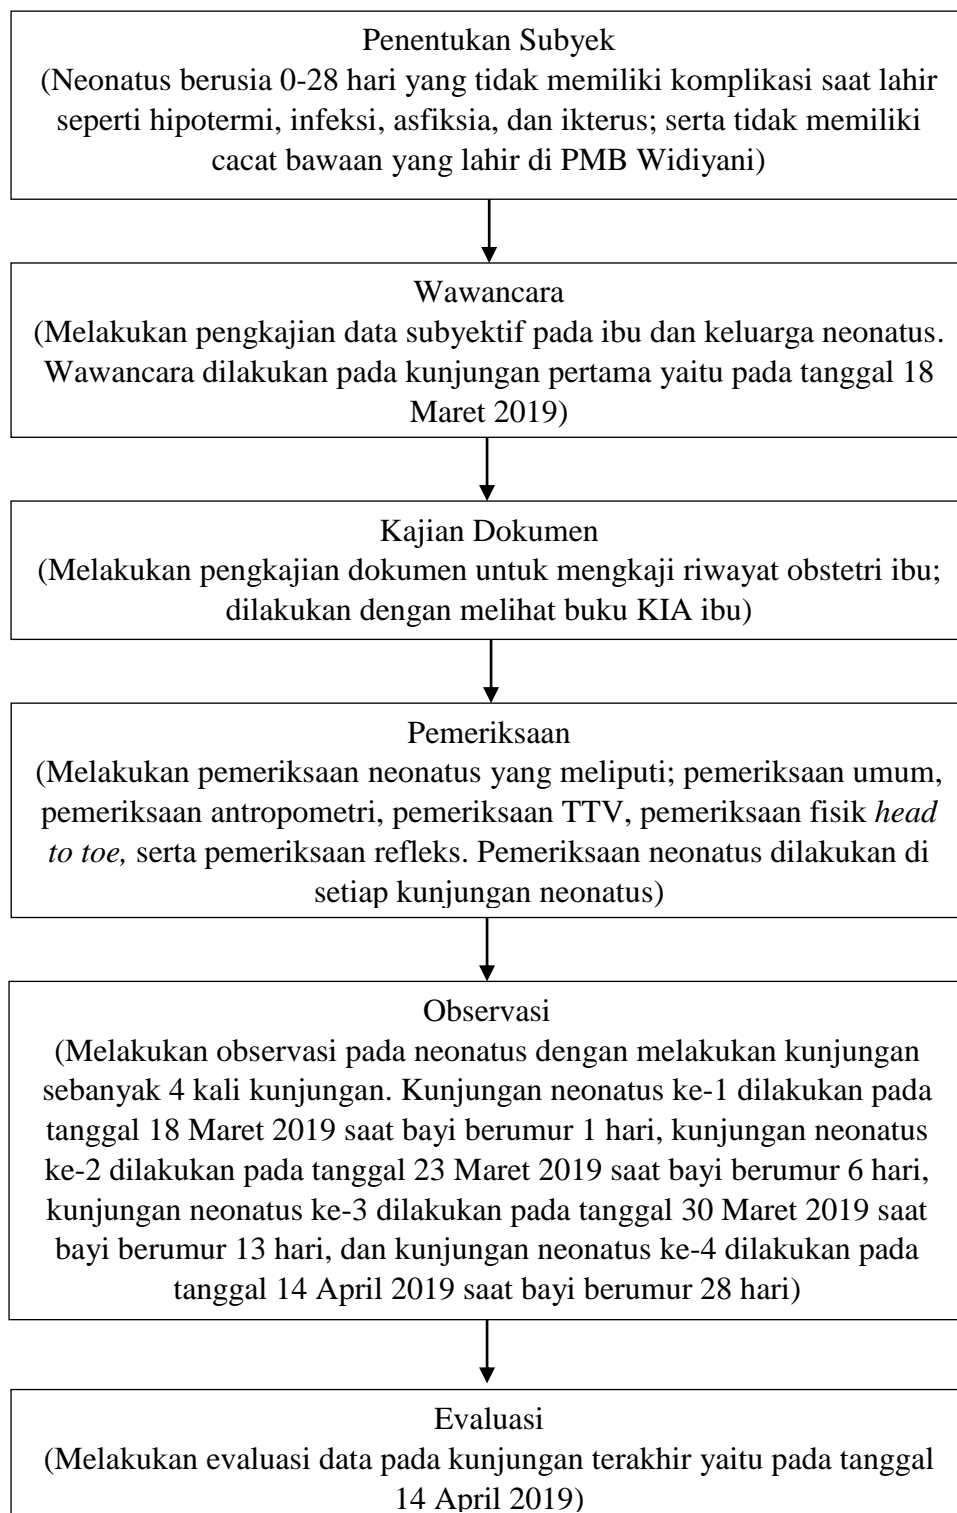 Penentukan Subyek
(Neonatus berusia 0-28 hari yang tidak memiliki komplikasi saat lahir
seperti hipotermi, infeksi, asfiksia, dan ikterus; serta tidak memiliki
cacat bawaan yang lahir di PMB Widiyani)
Wawancara
(Melakukan pengkajian data subyektif pada ibu dan keluarga neonatus.
Wawancara dilakukan pada kunjungan pertama yaitu pada tanggal 18
Maret 2019)
Kajian Dokumen
(Melakukan pengkajian dokumen untuk mengkaji riwayat obstetri ibu;
dilakukan dengan melihat buku KIA ibu)
Pemeriksaan
(Melakukan pemeriksaan neonatus yang meliputi; pemeriksaan umum,
pemeriksaan antropometri, pemeriksaan TTV, pemeriksaan fisik head
to toe, serta pemeriksaan refleks. Pemeriksaan neonatus dilakukan di
setiap kunjungan neonatus)
Observasi
(Melakukan observasi pada neonatus dengan melakukan kunjungan
sebanyak 4 kali kunjungan. Kunjungan neonatus ke-1 dilakukan pada
tanggal 18 Maret 2019 saat bayi berumur 1 hari, kunjungan neonatus
ke-2 dilakukan pada tanggal 23 Maret 2019 saat bayi berumur 6 hari,
kunjungan neonatus ke-3 dilakukan pada tanggal 30 Maret 2019 saat
bayi berumur 13 hari, dan kunjungan neonatus ke-4 dilakukan pada
tanggal 14 April 2019 saat bayi berumur 28 hari)
Evaluasi
(Melakukan evaluasi data pada kunjungan terakhir yaitu pada tanggal
14 April 2019)